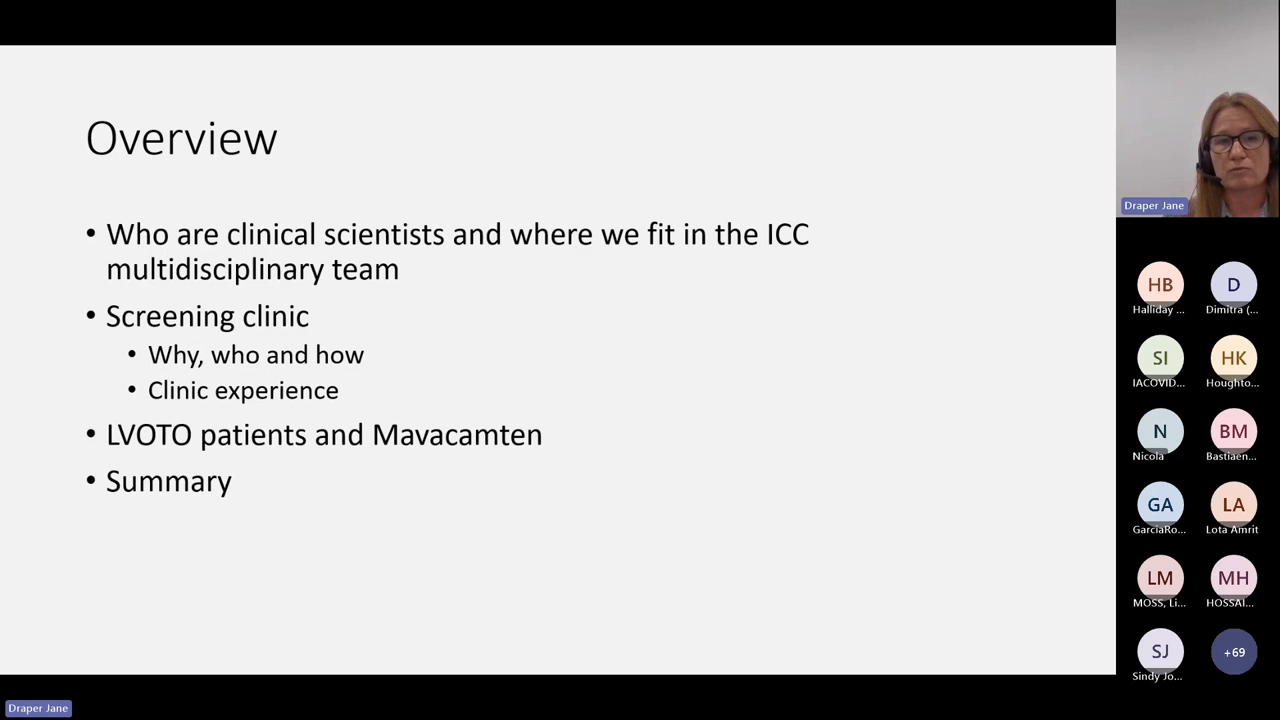 Overview
• Who are clinical scientists and where we fit in the ICC
multidisciplinary team
• Screening clinic
• Why, who and how
• Clinic experience
• LVOTO patients and Mavacamten
• Summary
Draper Jane
HB
Halliday ...
D
Dimitra (...
SI
IACOVID...
HK
Houghto...
N
Nicola
BM
Bastiaen...
GA
GarciaRo...
LA
Lota Amrit
LM
MOSS, Li...
MH
HOSSAI...
SJ
Sindy Jo...
+69
Draper Jane